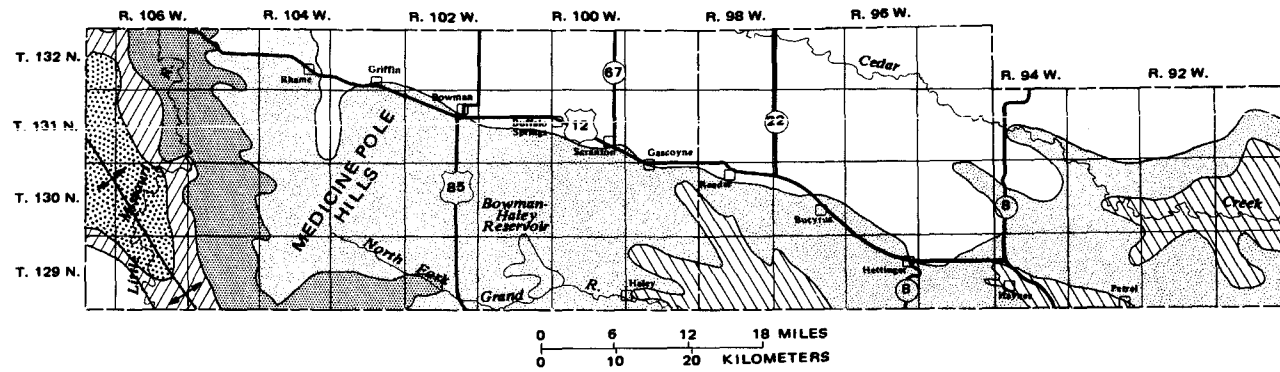 R. 106 W. R. 104 W. R. 102 W. R. 100 W. R. 98 W. R. 96 W.
T. 132 N.
R. 94 W. R. 92 W.
T. 131 N.
T. 130 N.
T. 129 N.
Rhame
Griffin
Bowman
67
Cedar
12
Springs
Scranton
22
Gascoyne
Reeder
MEDICINE POLE
HILLS
85
Bowman-
Haley
Reservoir
Bucyrus
8
Creek
Little
North Fork
Grand R.
Haley
Hettinger
8
Haynes
Petrel
0 6 12 18 MILES
0 10 20 KILOMETERS